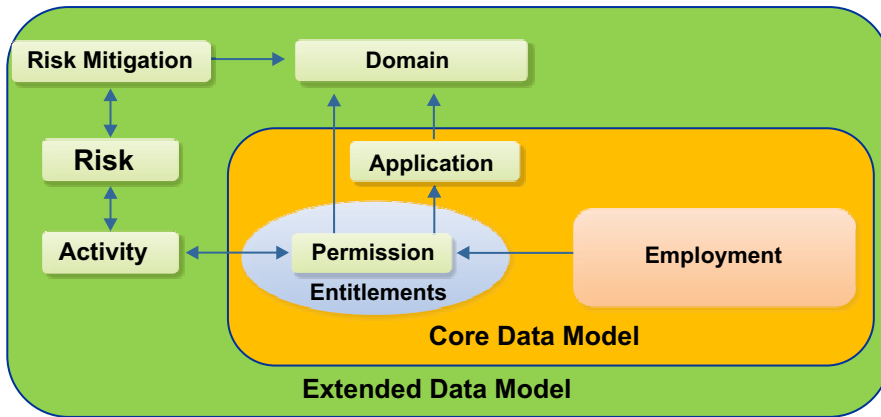 Risk Mitigation
Domain
Risk
Application
Activity
Permission
Employment
Entitlements
Core Data Model
Extended Data Model